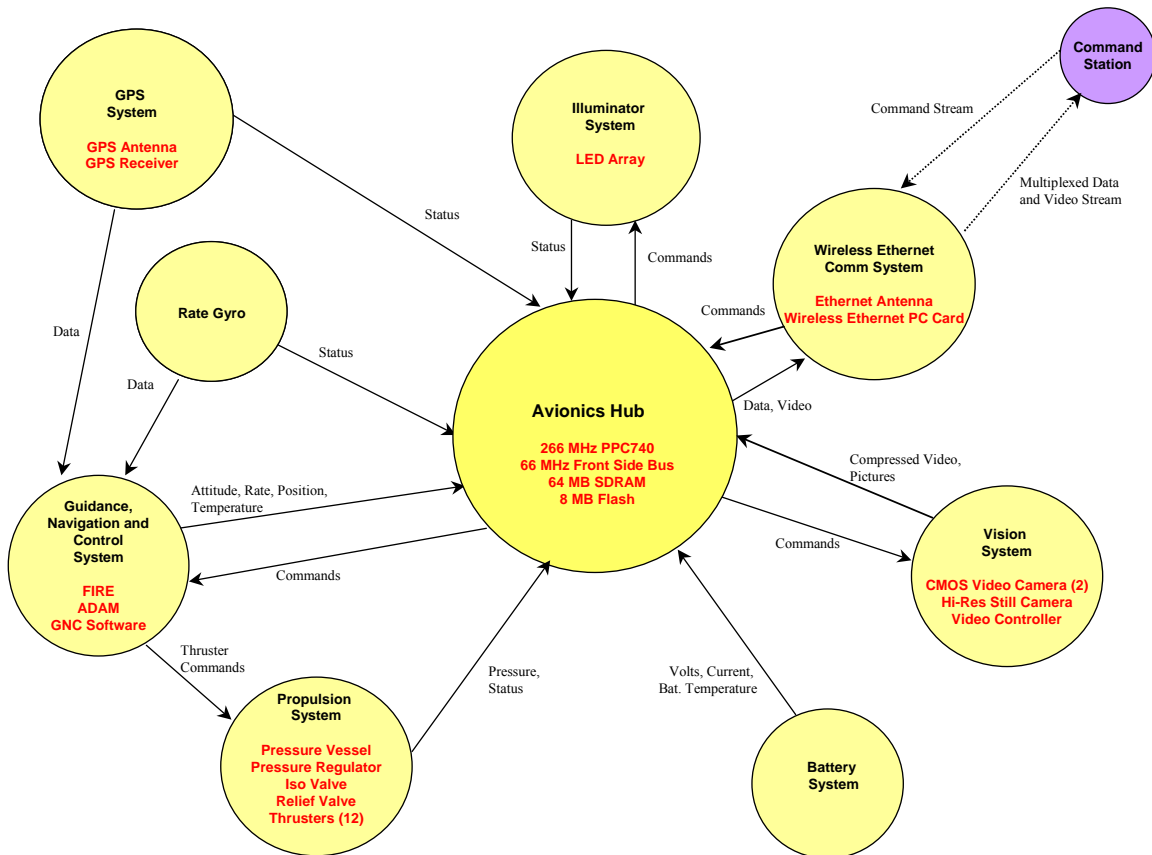 Command
Station
GPS
System
GPS Antenna
GPS Receiver
Illuminator
System
LED Array
Command Stream
Multiplexed Data
and Video Stream
Status
Status
Commands
Wireless Ethernet
Comm System
Ethernet Antenna
Wireless Ethernet PC Card
Rate Gyro
Data
Status
Data
Commands
Data, Video
Avionics Hub
266 MHz PPC740
66 MHz Front Side Bus
64 MB SDRAM
8 MB Flash
Compressed Video,
Pictures
Attitude, Rate, Position,
Temperature
Guidance,
Navigation and
Control
System
FIRE
ADAM
GNC Software
Commands
Commands
Vision
System
CMOS Video Camera (2)
Hi-Res Still Camera
Video Controller
Thruster
Commands
Pressure,
Status
Volts, Current,
Bat. Temperature
Propulsion
System
Pressure Vessel
Pressure Regulator
Iso Valve
Relief Valve
Thrusters (12)
Battery
System